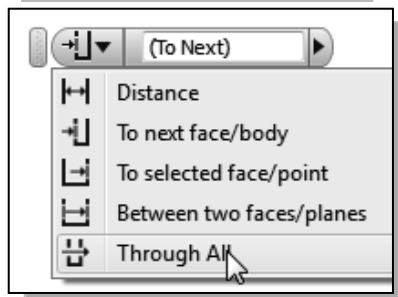 (To Next)
Distance
To next face/body
To selected face/point
Between two faces/planes
Through All